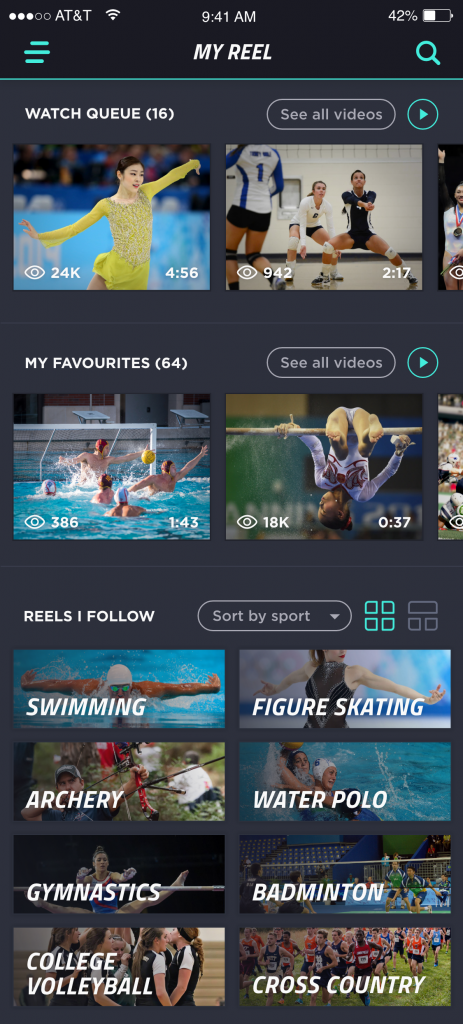 AT&T 9:41 AM 42%
MY REEL
WATCH QUEUE (16) See all videos
24K 4:56 942 2:17
MY FAVOURITES (64) See all videos
386 1:43 18K 0:37
REELS I FOLLOW Sort by sport
SWIMMING FIGURE SKATING
ARCHERY WATER POLO
GYMNASTICS BADMINTON
COLLEGE
VOLLEYBALL CROSS COUNTRY